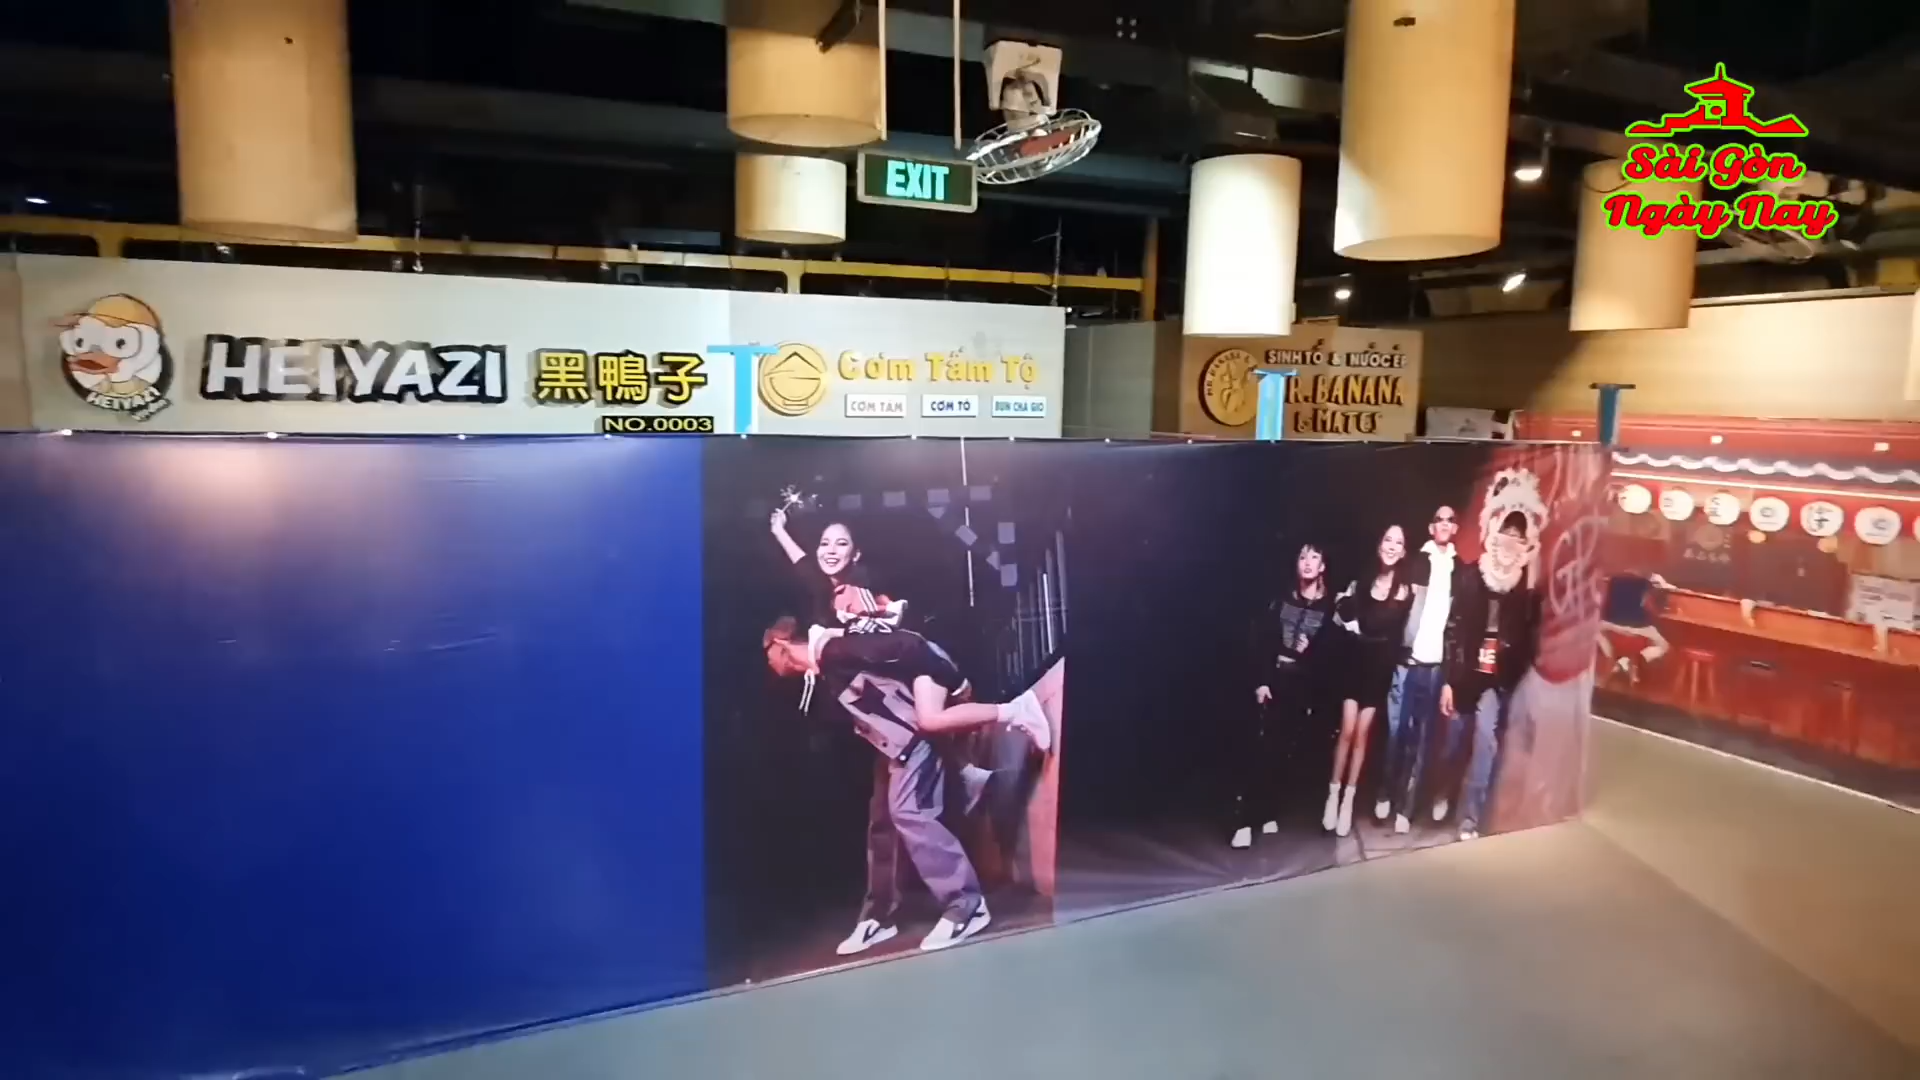 EXIT
Sài Gòn
Ngày Nay
HEIYAZI 黑鴨子
NO.0003
HEIYAZI
Cơm Tấm Tộ
CƠM TẤM
CƠM TỘ
BÚN CHẢ GIÒ
SINH TỐ & NƯỚC ÉP
R.BANANA
& MATES